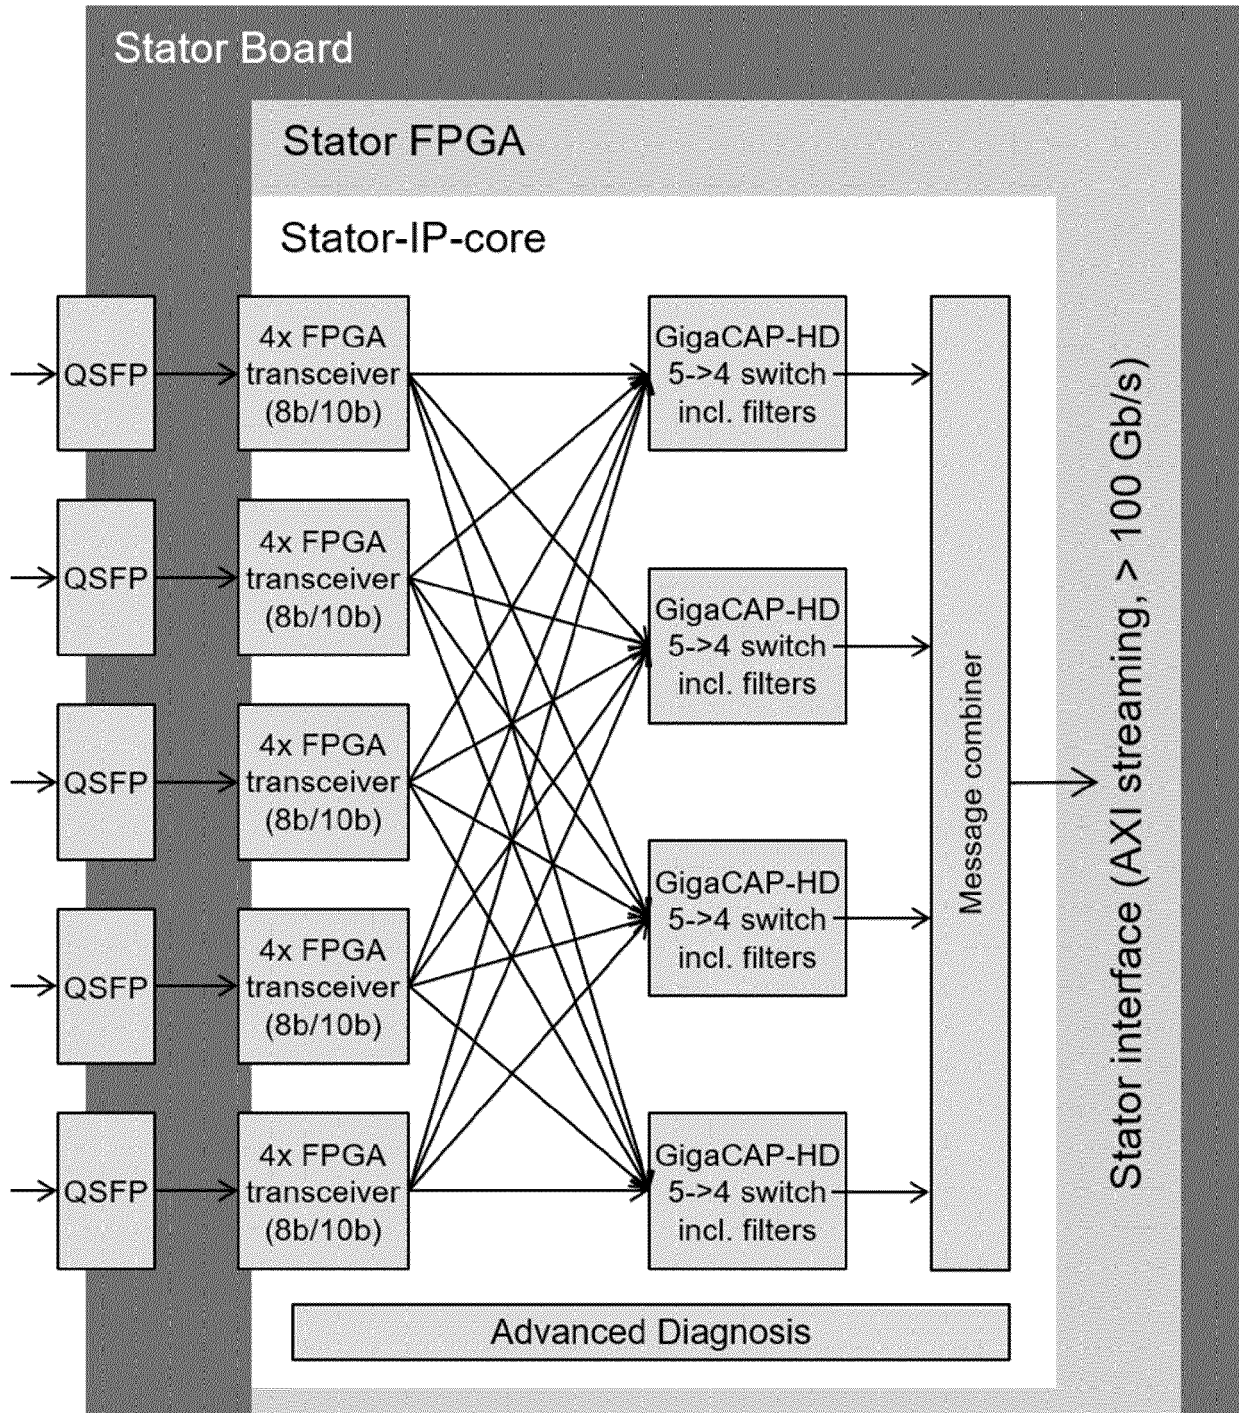 Stator Board
Stator FPGA
Stator-IP-core
QSFP
4x FPGA
transceiver
(8b/10b)
GigaCAP-HD
5->4 switch
incl. filters
QSFP
4x FPGA
transceiver
(8b/10b)
GigaCAP-HD
5->4 switch
incl. filters
QSFP
4x FPGA
transceiver
(8b/10b)
GigaCAP-HD
5->4 switch
incl. filters
QSFP
4x FPGA
transceiver
(8b/10b)
QSFP
4x FPGA
transceiver
(8b/10b)
GigaCAP-HD
5->4 switch
incl. filters
Message combiner
Stator interface (AXI streaming, > 100 Gb/s)
Advanced Diagnosis